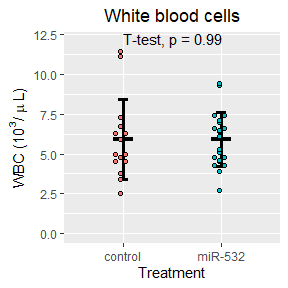 White blood cells
T-test, p = 0.99
12.5
10.0
7.5
5.0
2.5
0.0
WBC (10³/ μ L)
control miR-532
Treatment